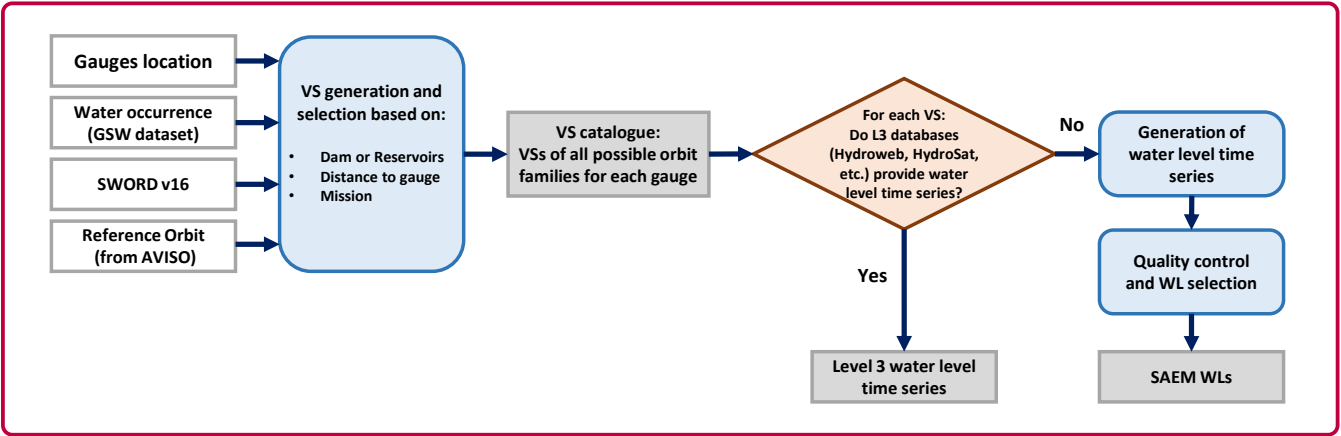 Gauges location
Water occurrence
(GSW dataset)
SWORD v16
Reference Orbit
(from AVISO)
VS generation and
selection based on:
• Dam or Reservoirs
• Distance to gauge
• Mission
VS catalogue:
VSs of all possible orbit
families for each gauge
For each VS:
Do L3 databases
(Hydroweb, HydroSat,
etc.) provide water
level time series?
No
Yes
Generation of
water level time
series
Quality control
and WL selection
Level 3 water level
time series
SAEM WLs